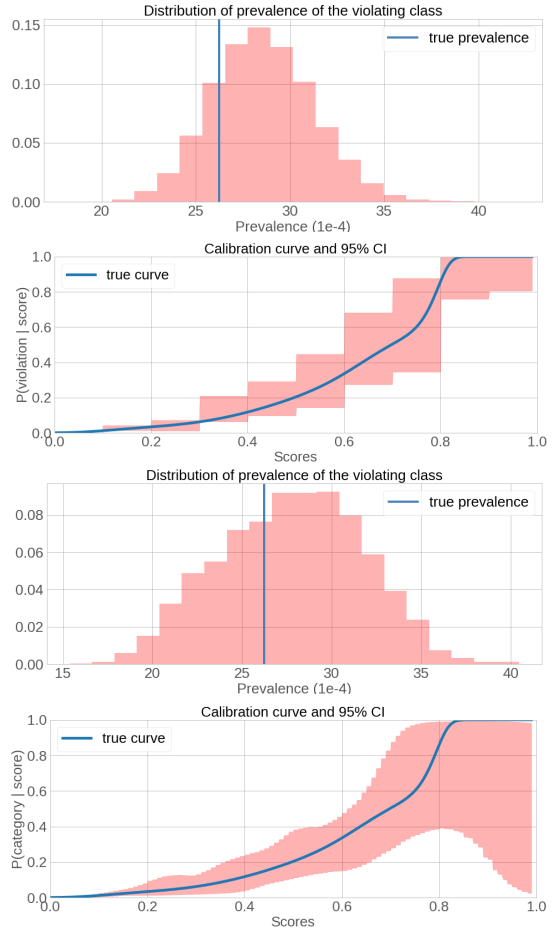 Distribution of prevalence of the violating class
0.15
0.10
0.05
0.00
true prevalence
20 25 30 35 40
Prevalence (1e-4)
Calibration curve and 95% CI
P(violation | score)
1.0
0.8
0.6
0.4
0.2
0.0
true curve
0.0 0.2 0.4 0.6 0.8 1.0
Scores
Distribution of prevalence of the violating class
0.08
0.06
0.04
0.02
0.00
true prevalence
15 20 25 30 35 40
Prevalence (1e-4)
Calibration curve and 95% CI
P(category | score)
1.0
0.8
0.6
0.4
0.2
0.0
true curve
0.0 0.2 0.4 0.6 0.8 1.0
Scores